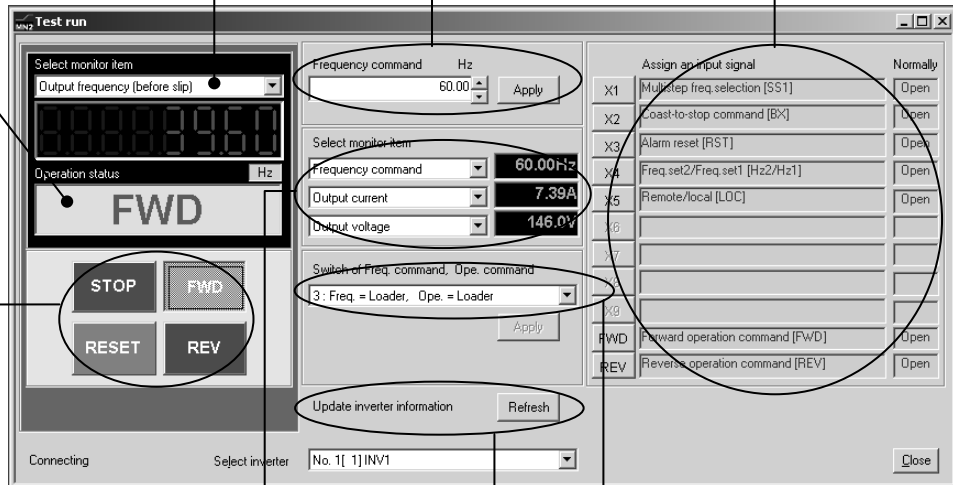 MN2 Test run
Select monitor item
Output frequency (before slip)
39.60
Operation status
Hz
FWD
STOP
FWD
RESET
REV
Frequency command Hz
60.00
Apply
Select monitor item
Frequency command 60.00Hz
Output current 7.39A
Output voltage 146.0V
Switch of Freq. command, Ope. command
3 : Freq. = Loader, Ope. = Loader
Apply
Update inverter information Refresh
Assign an input signal Normally
X1 Multistep freq.selection [SS1] Open
X2 Coast-to-stop command [BX] Open
X3 Alarm reset [RST] Open
X4 Freq.set2/Freq.set1 [Hz2/Hz1] Open
X5 Remote/local [LOC] Open
X6
X7
X8
X9
FWD Forward operation command [FWD] Open
REV Reverse operation command [REV] Open
Connecting
Select inverter No. 1[ 1] INV1
Close